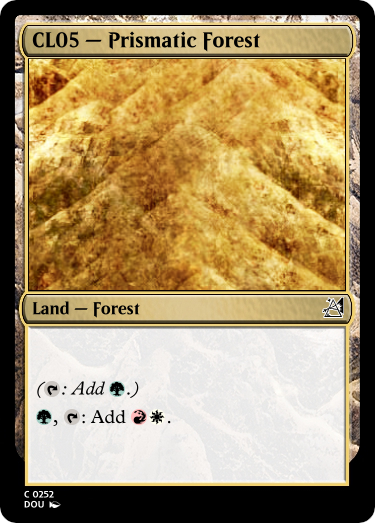 CL05 — Prismatic Forest
Land — Forest
(: Add .)
, : Add .
C 0252
DOU